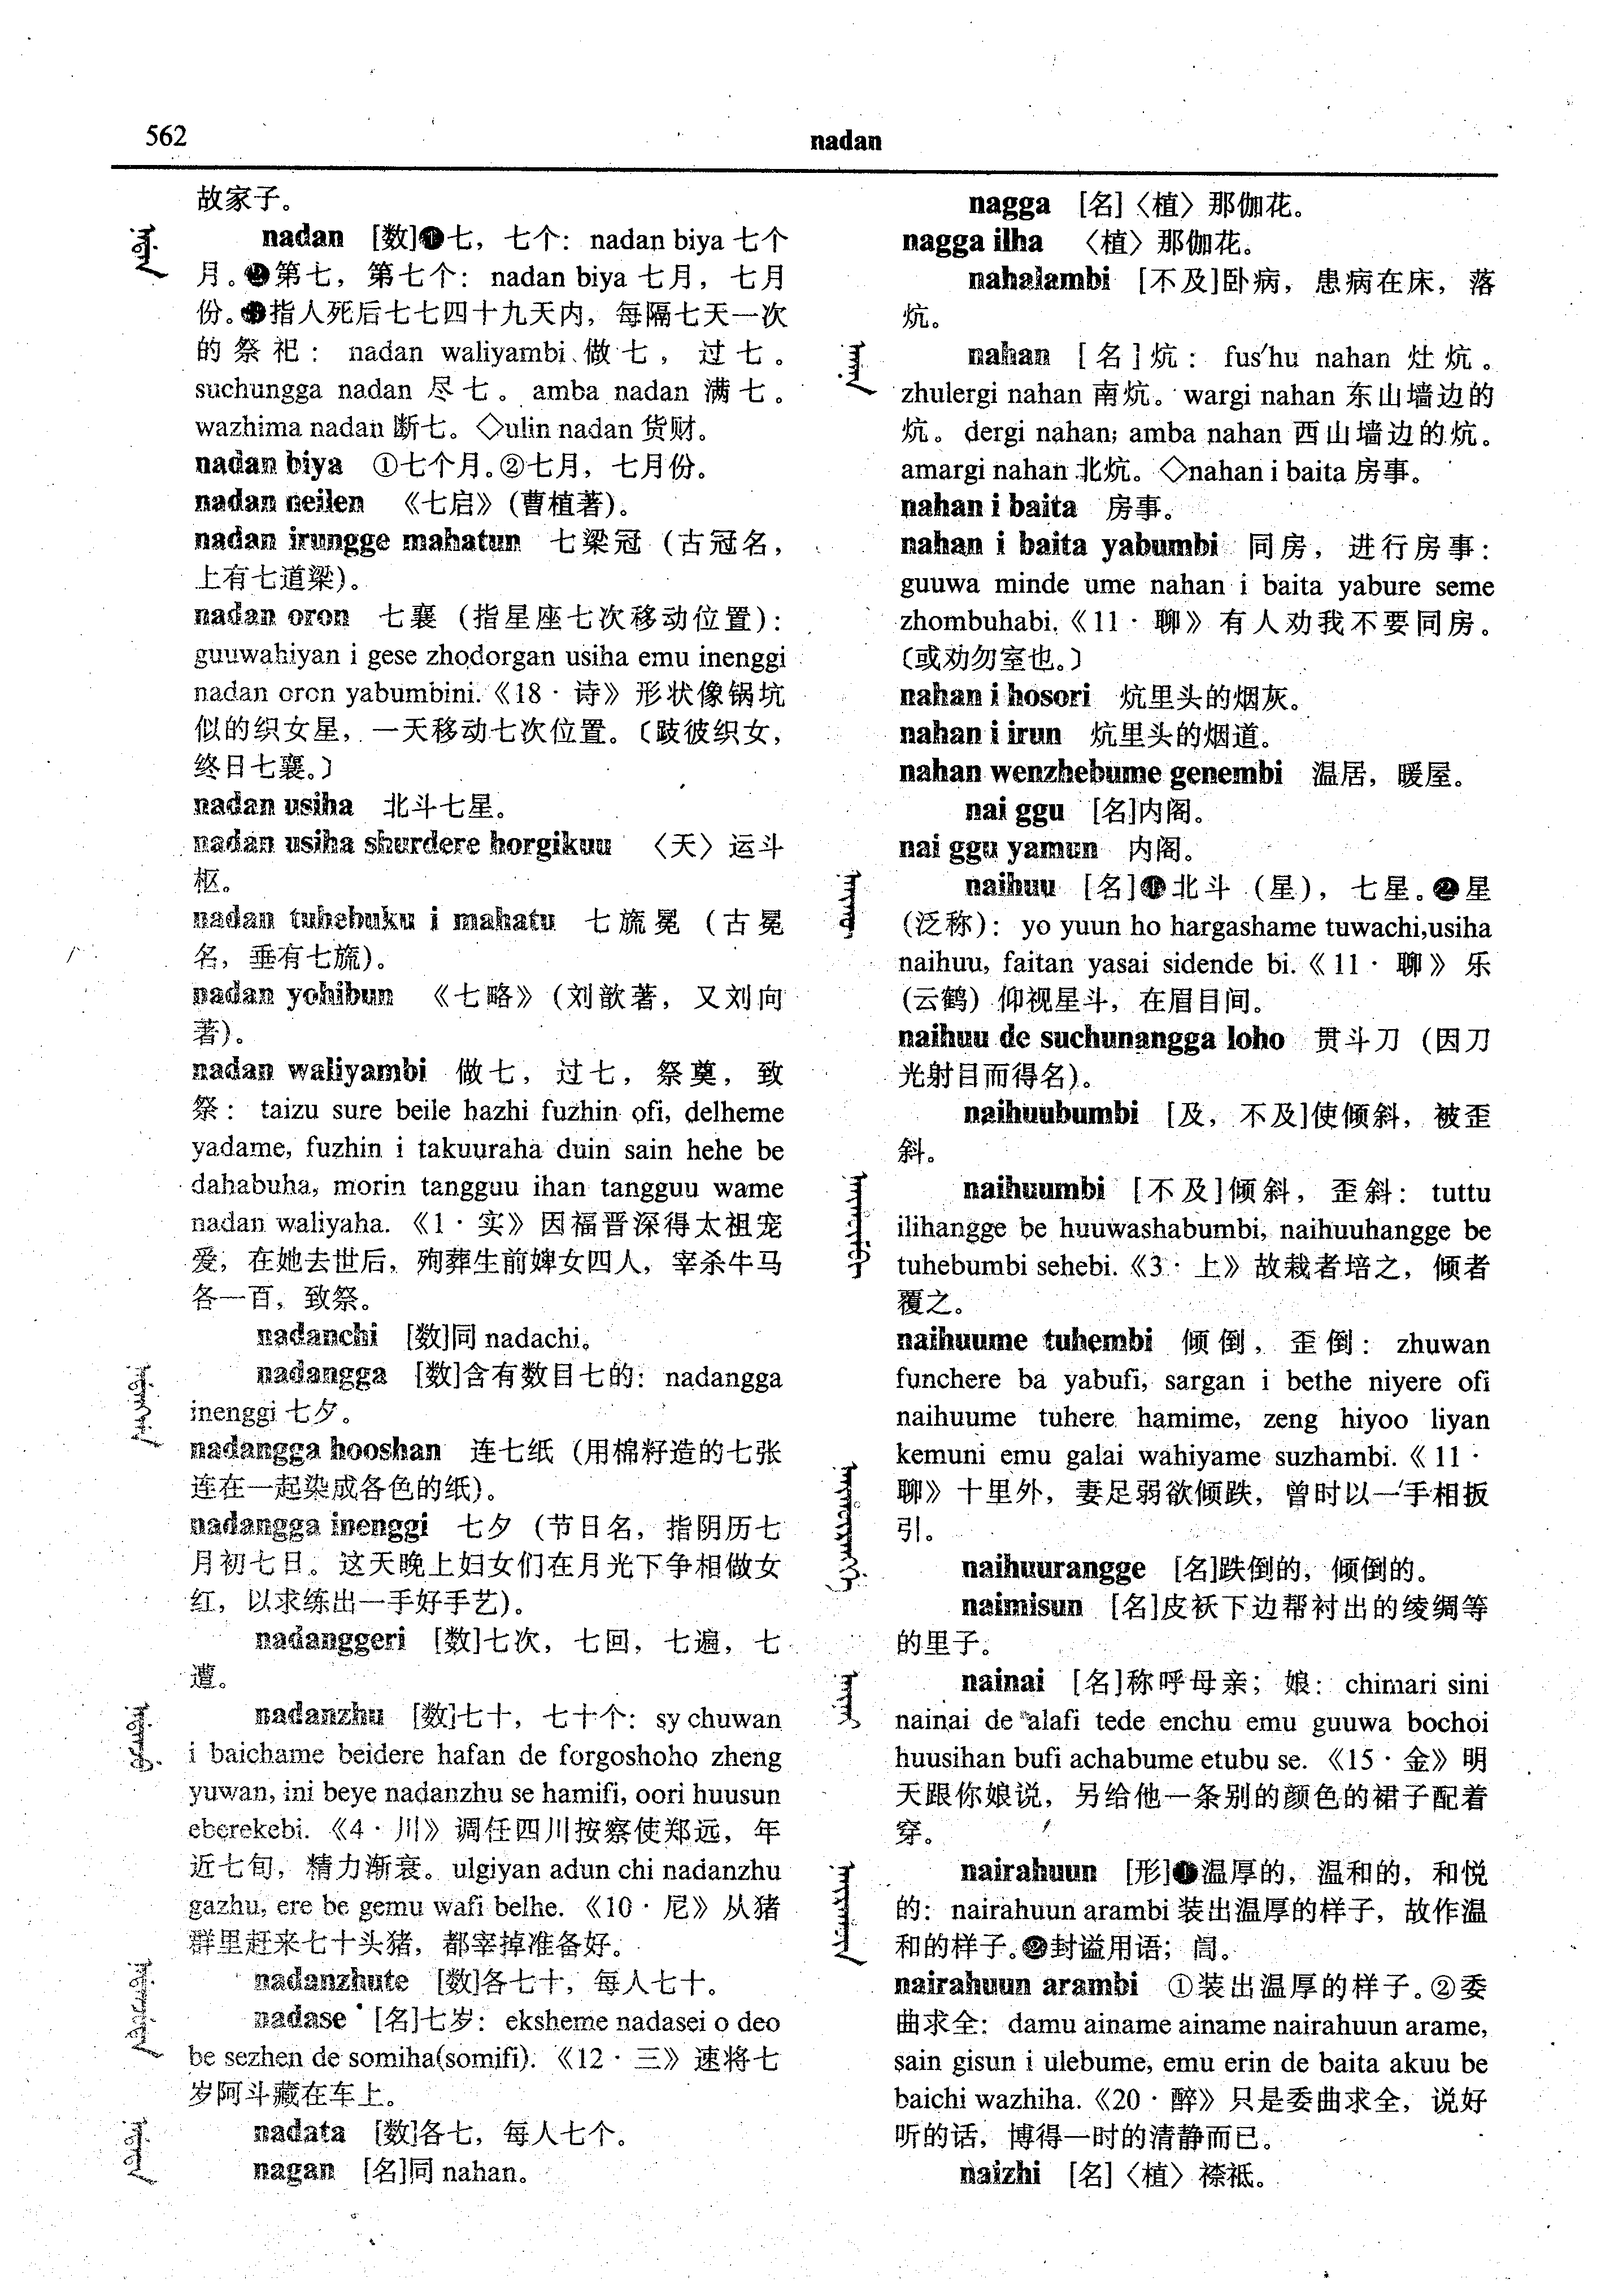 562
nadan
故家子。
nadan [数]❶七，七个：nadan biya 七个
月。❷第七，第七个：nadan biya 七月，七月
份。❸指人死后七七四十九天内，每隔七天一次
的祭祀：nadan waliyambi 做七，过七。
suchungga nadan 尽七。amba nadan 满七。
wazhima nadan 断七。◇ulin nadan 货财。
nadan biya ①七个月。②七月，七月份。
nadan neilen 《七启》(曹植著)。
nadan irungge mahatun 七梁冠（古冠名，
上有七道梁)。
nadan oron 七襄（指星座七次移动位置)：
guuwahiyan i gese zhodorgan usiha emu inenggi
nadan oron yabumbini.《18·诗》形状像锅坑
似的织女星，一天移动七次位置。〔跂彼织女，
终日七襄。〕
nadan usiha 北斗七星。
nadan usiha shurdere horgikuu 〈天〉运斗
枢。
nadan tuhebuku i mahatu 七旒冕（古冕
名，垂有七旒)。
nadan yohibun 《七略》(刘歆著，又刘向
著)。
nadan waliyambi 做七，过七，祭奠，致
祭：taizu sure beile hazhi fuzhin ofi, delheme
yadame, fuzhin i takuuraha duin sain hehe be
dahabuha, morin tangguu ihan tangguu wame
nadan waliyaha.《1·实》因福晋深得太祖宠
爱，在她去世后，殉葬生前婢女四人，宰杀牛马
各一百，致祭。
nadanchi [数]同 nadachi。
nadangga [数]含有数目七的：nadangga
inenggi 七夕。
nadangga hooshan 连七纸（用棉籽造的七张
连在一起染成各色的纸)。
nadangga inenggi 七夕（节日名，指阴历七
月初七日。这天晚上妇女们在月光下争相做女
红，以求练出一手好手艺)。
nadanggeri [数]七次，七回，七遍，七
遭。
nadanzhu [数]七十，七十个：sy chuwan
i baichame beidere hafan de forgoshoho zheng
yuwan, ini beye nadanzhu se hamifi, oori huusun
eberekebi.《4·川》调任四川按察使郑远，年
近七旬，精力渐衰。ulgiyan adun chi nadanzhu
gazhu, ere be gemu wafi belhe.《10·尼》从猪
群里赶来七十头猪，都宰掉准备好。
nadanzhute [数]各七十，每人七十。
nadase [名]七岁：eksheme nadasei o deo
be sezhen de somiha(somifi).《12·三》速将七
岁阿斗藏在车上。
nadata [数]各七，每人七个。
nagan [名]同 nahan。
nagga [名]〈植〉那伽花。
nagga ilha 〈植〉那伽花。
nahalambi [不及]卧病，患病在床，落
炕。
nahan [名]炕：fus'hu nahan 灶炕。
zhulergi nahan 南炕。wargi nahan 东山墙边的
炕。dergi nahan; amba nahan 西山墙边的炕。
amargi nahan 北炕。◇nahan i baita 房事。
nahan i baita 房事。
nahan i baita yabumbi 同房，进行房事：
guuwa minde ume nahan i baita yabure seme
zhombuhabi.《11·聊》有人劝我不要同房。
〔或劝勿室也。〕
nahan i hosori 炕里头的烟灰。
nahan i irun 炕里头的烟道。
nahan wenzhebume genembi 温居，暖屋。
nai ggu [名]内阁。
nai ggu yamun 内阁。
naihuu [名]❶北斗（星)，七星。❷星
(泛称)：yo yuun ho hargashame tuwachi,usiha
naihuu, faitan yasai sidende bi.《11·聊》乐
(云鹤）仰视星斗，在眉目间。
naihuu de suchunangga loho 贯斗刀（因刀
光射目而得名)。
naihuubumbi [及，不及]使倾斜，被歪
斜。
naihuumbi [不及]倾斜，歪斜：tuttu
ilihangge be huuwashabumbi, naihuuhangge be
tuhebumbi sehebi.《3·上》故栽者培之，倾者
覆之。
naihuume tuhembi 倾倒，歪倒：zhuwan
funchere ba yabufi, sargan i bethe niyere ofi
naihuume tuhere hamime, zeng hiyoo liyan
kemuni emu galai wahiyame suzhambi.《11·
聊》十里外，妻足弱欲倾跌，曾时以一手相扳
引。
naihuurangge [名]跌倒的，倾倒的。
naimisun [名]皮袄下边帮衬出的绫绸等
的里子。
nainai [名]称呼母亲；娘：chimari sini
nainai de alafi tede enchu emu guuwa bochoi
huusihan bufi achabume etubu se.《15·金》明
天跟你娘说，另给他一条别的颜色的裙子配着
穿。
nairahuun [形]❶温厚的，温和的，和悦
的：nairahuun arambi 装出温厚的样子，故作温
和的样子。❷封谥用语；訚。
nairahuun arambi ①装出温厚的样子。②委
曲求全：damu ainame ainame nairahuun arame,
sain gisun i ulebume, emu erin de baita akuu be
baichi wazhiha.《20·醉》只是委曲求全，说好
听的话，博得一时的清静而已。
naizhi [名]〈植〉㮈祗。